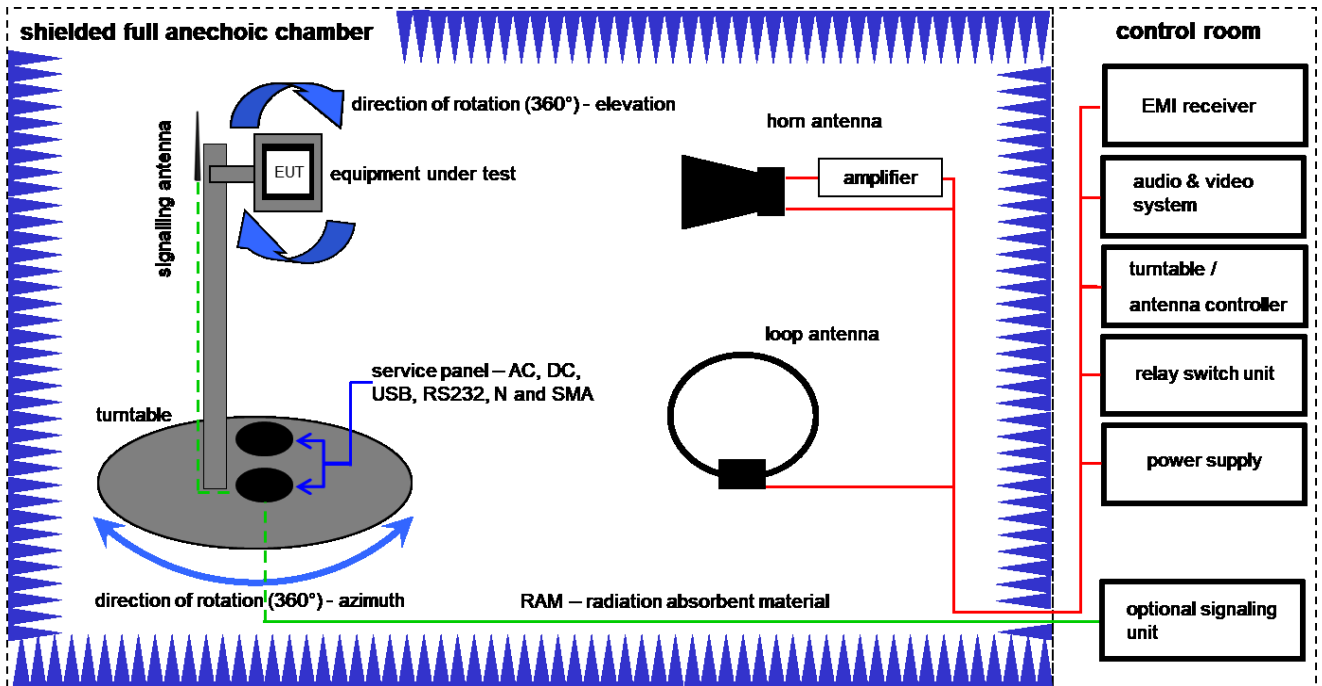 shielded full anechoic chamber
control room
direction of rotation (360°) - elevation
signalling antenna
EUT
equipment under test
horn antenna
amplifier
loop antenna
service panel – AC, DC,
USB, RS232, N and SMA
turntable
direction of rotation (360°) - azimuth
RAM – radiation absorbent material
EMI receiver
audio & video
system
turntable /
antenna controller
relay switch unit
power supply
optional signaling
unit